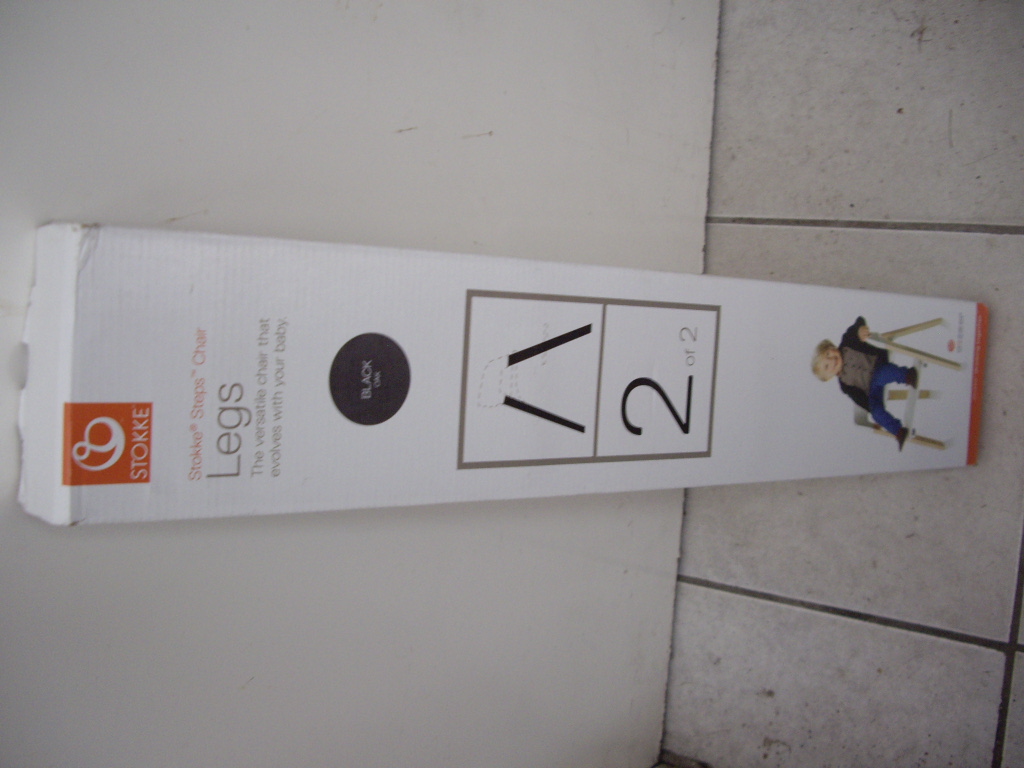 STOKKE
Stokke® Steps™ Chair
Legs
The versatile chair that
evolves with your baby.
BLACK
2 OF 2